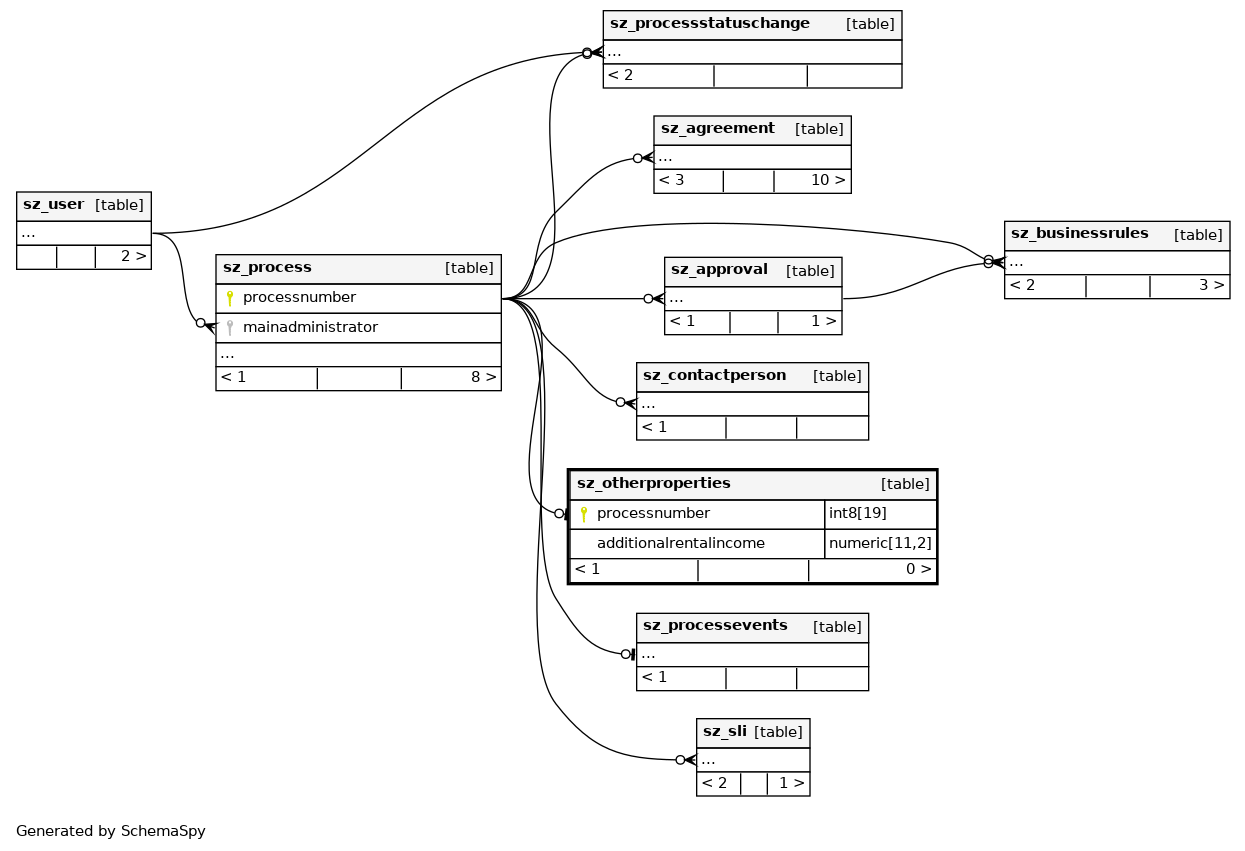 sz_processstatuschange [table]
...
< 2
sz_agreement [table]
...
< 3 10 >
sz_user [table]
...
2 >
sz_businessrules [table]
...
< 2 3 >
sz_process [table]
processnumber
mainadministrator
...
< 1 8 >
sz_approval [table]
...
< 1 1 >
sz_contactperson [table]
...
< 1
sz_otherproperties [table]
processnumber int8[19]
additionalrentalincome numeric[11,2]
< 1 0 >
sz_processevents [table]
...
< 1
sz_sli [table]
...
< 2 1 >
Generated by SchemaSpy